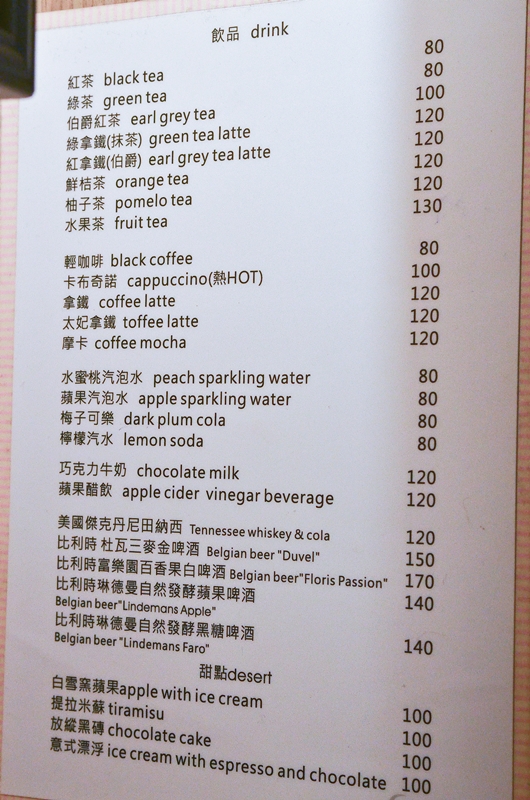 飲品 drink
紅茶 black tea 80
綠茶 green tea 80
伯爵紅茶 earl grey tea 100
綠拿鐵(抹茶) green tea latte 120
紅拿鐵(伯爵) earl grey tea latte 120
鮮桔茶 orange tea 120
柚子茶 pomelo tea 120
水果茶 fruit tea 130
輕咖啡 black coffee 80
卡布奇諾 cappuccino(熱HOT) 100
拿鐵 coffee latte 120
太妃拿鐵 toffee latte 120
摩卡 coffee mocha 120
水蜜桃汽泡水 peach sparkling water 80
蘋果汽泡水 apple sparkling water 80
梅子可樂 dark plum cola 80
檸檬汽水 lemon soda 80
巧克力牛奶 chocolate milk 120
蘋果醋飲 apple cider vinegar beverage 120
美國傑克丹尼田納西 Tennessee whiskey & cola 120
比利時 杜瓦三麥金啤酒 Belgian beer "Duvel" 150
比利時富樂園百香果白啤酒 Belgian beer"Floris Passion" 170
比利時琳德曼自然發酵蘋果啤酒 140
Belgian beer"Lindemans Apple"
比利時琳德曼自然發酵黑糖啤酒
Belgian beer "Lindemans Faro" 140
甜點desert
白雪窯蘋果apple with ice cream 100
提拉米蘇 tiramisu 100
放縱黑磚 chocolate cake 100
意式漂浮 ice cream with espresso and chocolate 100